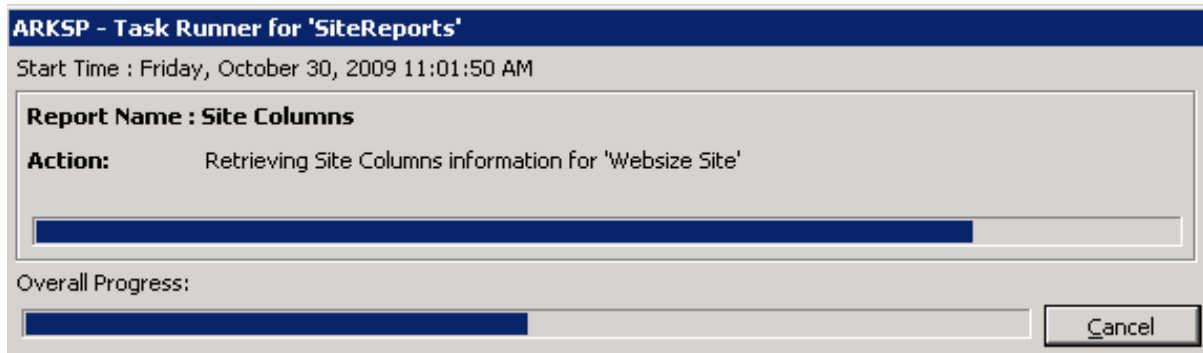 ARKSP - Task Runner for 'SiteReports'
Start Time : Friday, October 30, 2009 11:01:50 AM
Report Name : Site Columns
Action: Retrieving Site Columns information for 'Websize Site'
Overall Progress:
Cancel